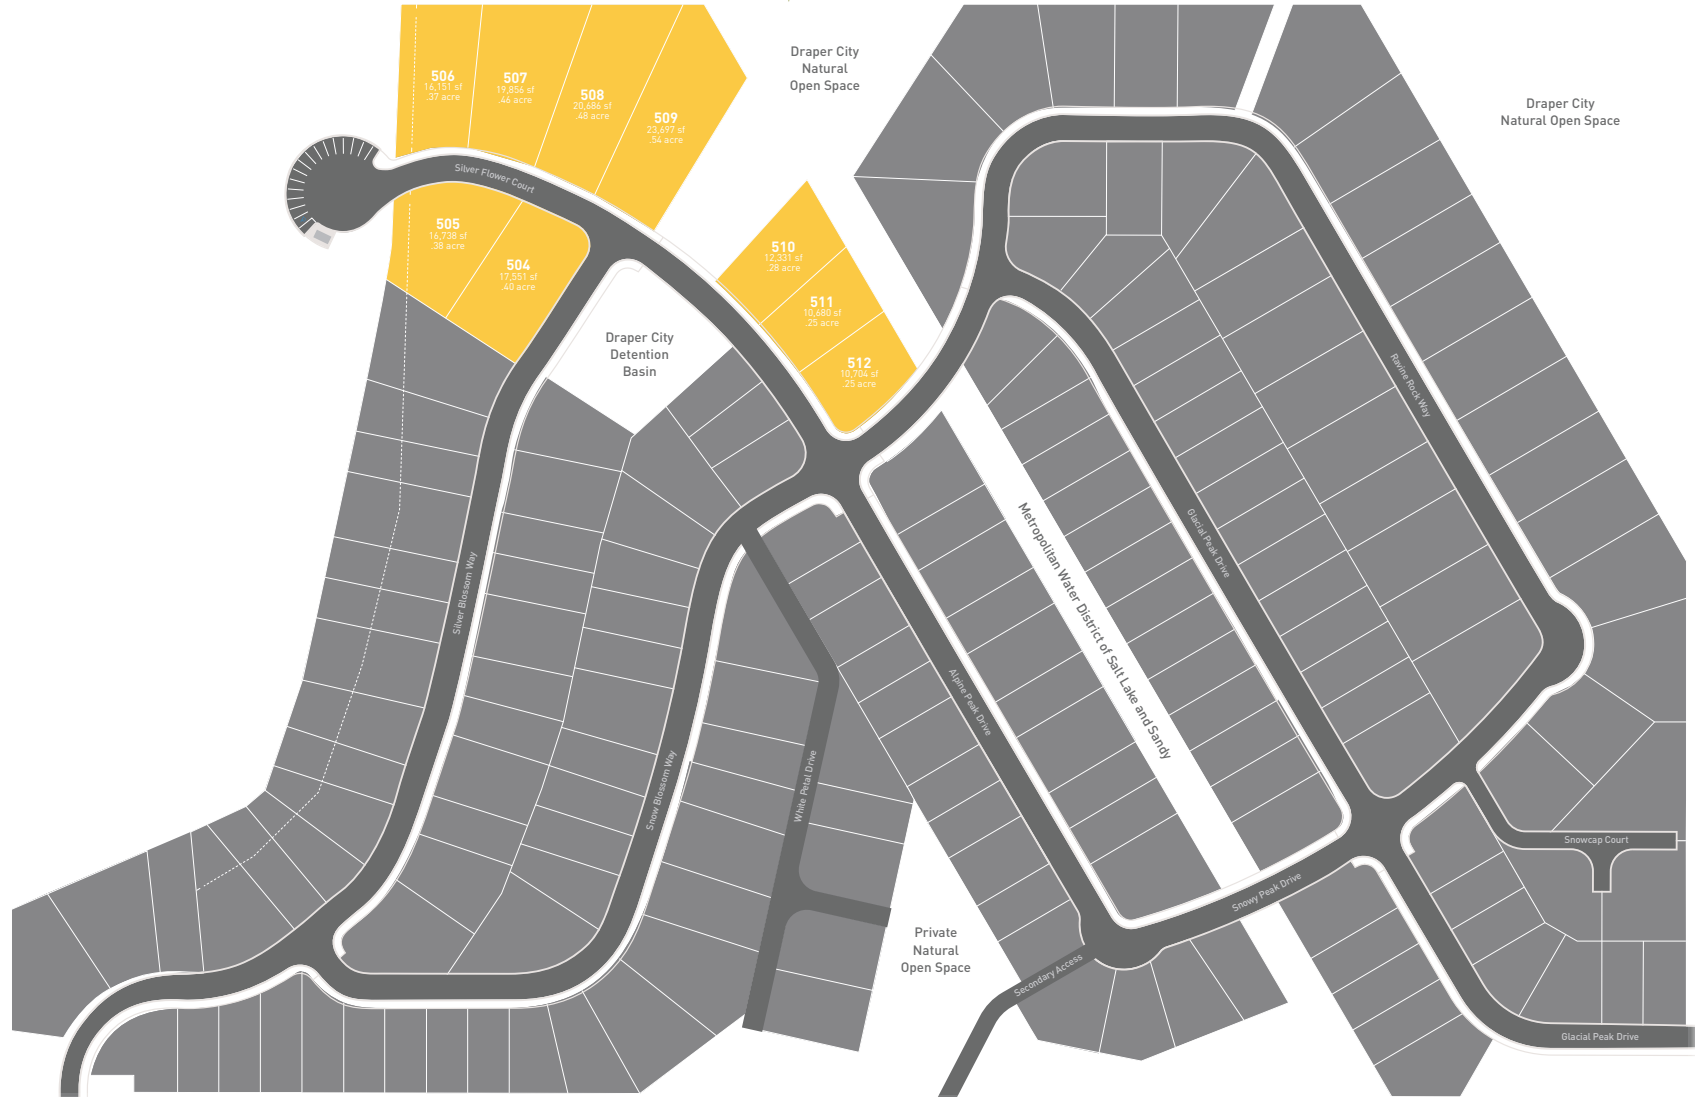 Draper City
Natural
Open Space
Draper City
Natural Open Space
506
16,151 sf
.37 acre
507
19,856 sf
.46 acre
508
20,686 sf
.48 acre
509
23,697 sf
.54 acre
Silver Flower Court
505
16,738 sf
.38 acre
504
17,551 sf
.40 acre
510
12,331 sf
.28 acre
511
10,680 sf
.25 acre
512
10,704 sf
.25 acre
Draper City
Detention
Basin
Ravine Rock Way
Glacial Peak Drive
Metropolitan Water District of Salt Lake and Sandy
Silver Blossom Way
Alpine Peak Drive
Snow Blossom Way
White Petal Drive
Snowcap Court
Snowy Peak Drive
Private
Natural
Open Space
Secondary Access
Glacial Peak Drive